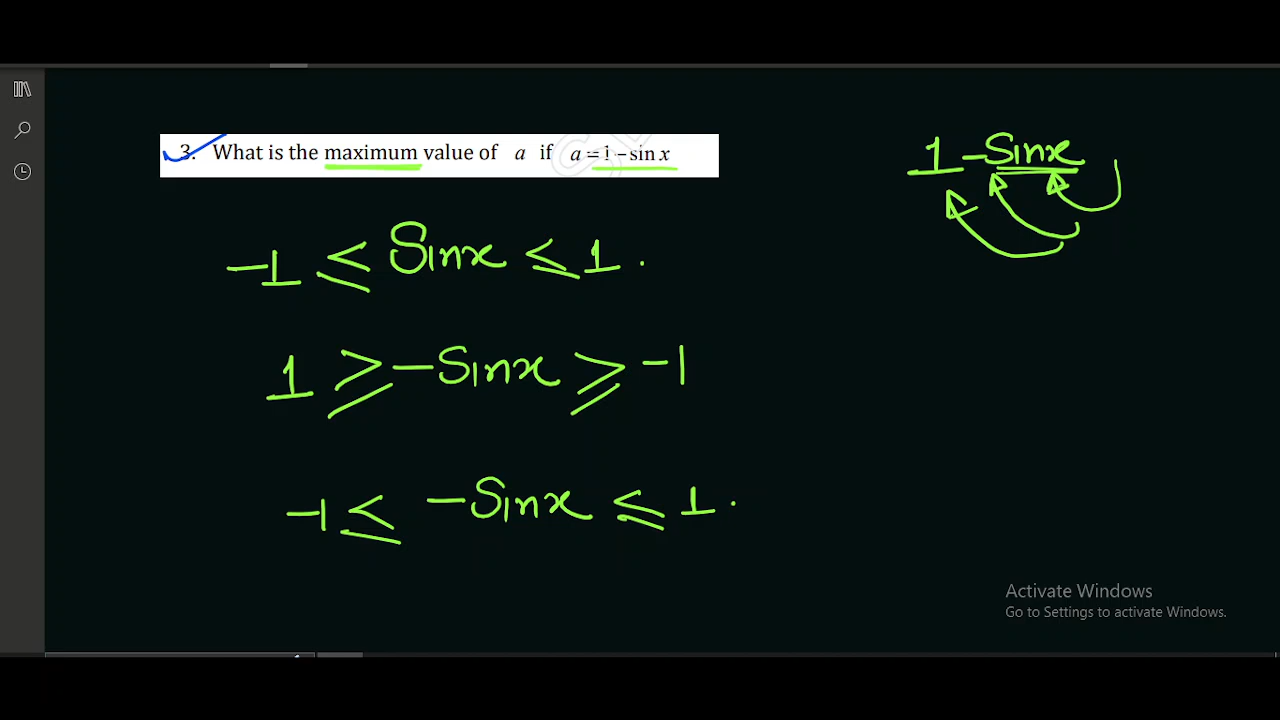 3. What is the maximum value of a if a = 1 − sin x
1 − Sinx
−1 ≤ Sinx ≤ 1 .
1 ≥ −Sinx ≥ −1
−1 ≤ −Sinx ≤ 1 .
Activate Windows
Go to Settings to activate Windows.